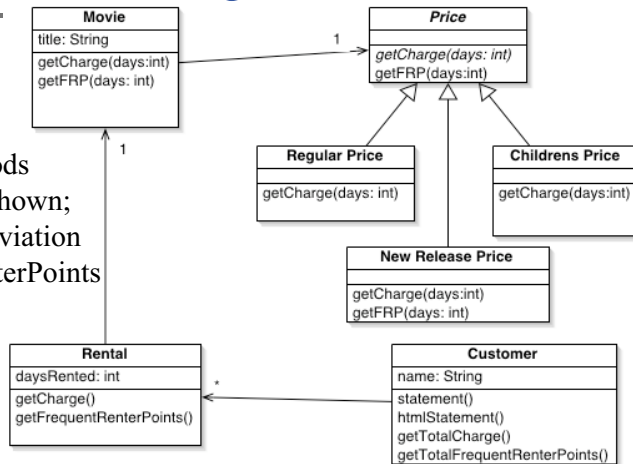 Movie
title: String
getCharge(days:int)
getFRP(days: int)
1
Price
getCharge(days: int)
getFRP(days:int)
1
ods
hown;
viation
terPoints
Regular Price
getCharge(days: int)
Childrens Price
getCharge(days:int)
New Release Price
getCharge(days:int)
getFRP(days: int)
Rental
daysRented: int
getCharge()
getFrequentRenterPoints()
*
Customer
name: String
statement()
htmlStatement()
getTotalCharge()
getTotalFrequentRenterPoints()